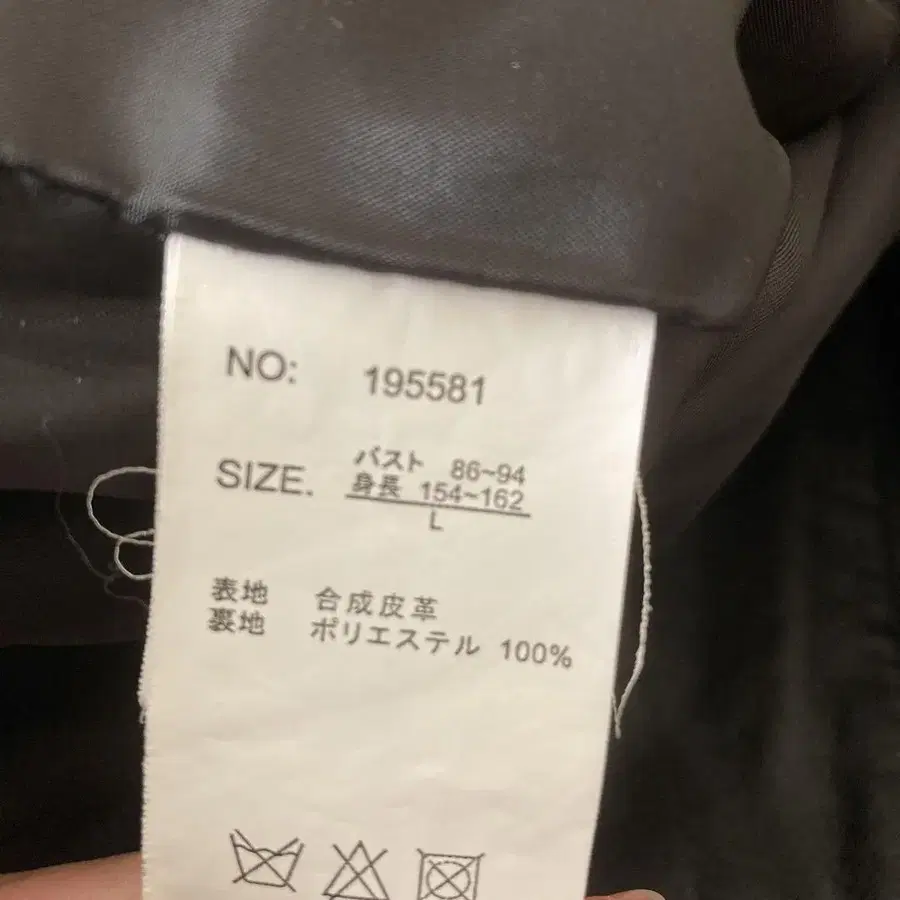 NO: 195581
SIZE. バスト 86~94
身長 154~162
L
表地 合成皮革
裏地 ポリエステル 100%